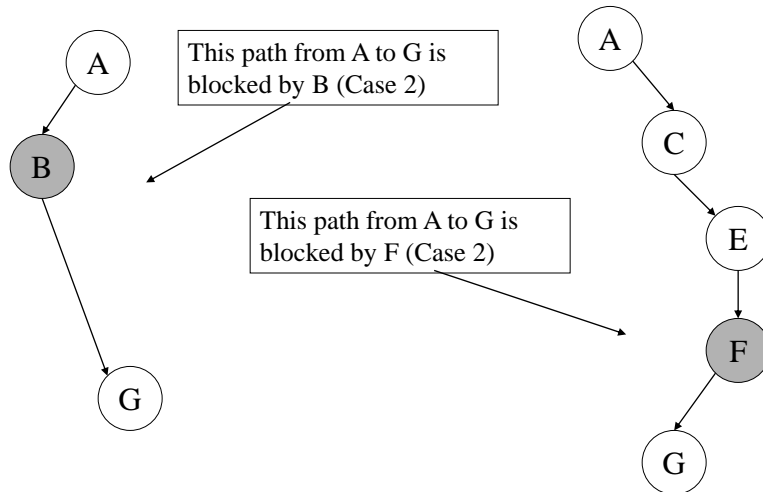 A
This path from A to G is
blocked by B (Case 2)
B
G
A
C
This path from A to G is
blocked by F (Case 2)
E
F
G